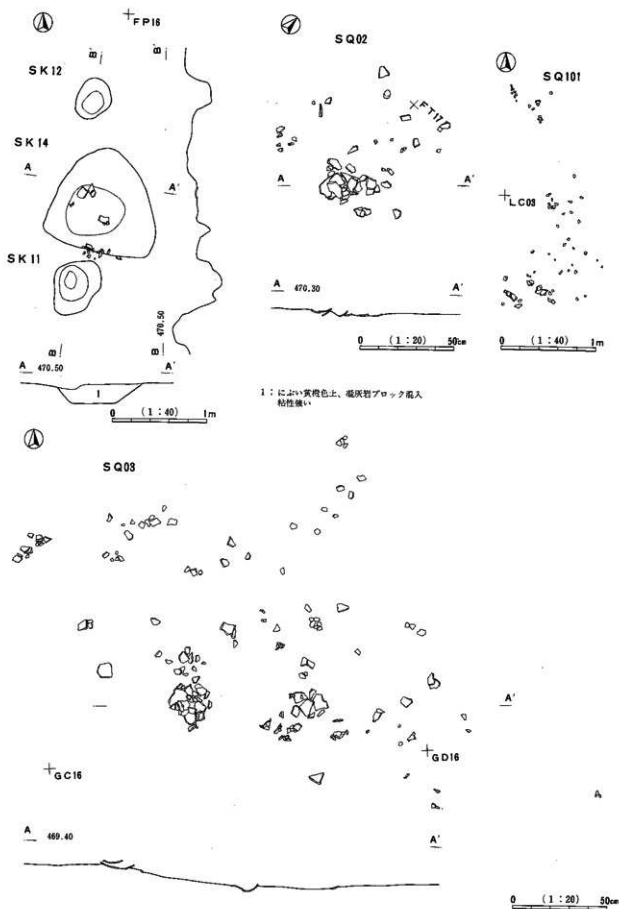 FP16
B
B'
SK12
SK14
A
A'
SK11
470.50
B
B'
A 470.50
A'
1
0 (1:40) 1m
SQ02
FT17
A
A'
A 470.30
A'
0 (1:20) 50cm
SQ101
LC03
0 (1:40) 1m
1：にぶい黄橙色土、凝灰岩ブロック混入
粘性強い
SQ03
A'
GC16
GD16
A 469.40
A'
0 (1:20) 50cm